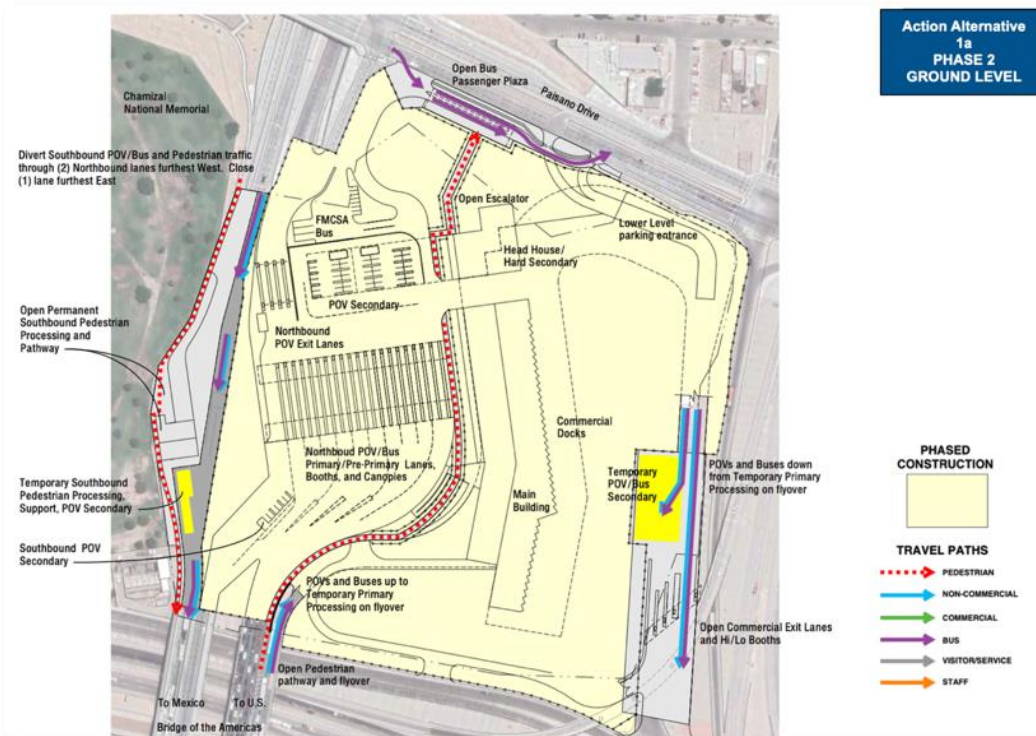 Action Alternative
1a
PHASE 2
GROUND LEVEL
Open Bus
Passenger Plaza
Paisano Drive
Chamizal
National Memorial
Divert Southbound POV/Bus and Pedestrian traffic
through (2) Northbound lanes furthest West. Close
(1) lane furthest East
Open Escalator
FMCSA
Bus
Lower Level
parking entrance
Head House/
Hard Secondary
POV Secondary
Open Permanent
Southbound Pedestrian
Processing and
Pathway
Northbound
POV Exit Lanes
Commercial
Docks
Northboud POV/Bus
Primary/Pre-Primary Lanes,
Booths, and Canopies
Temporary
POV/Bus
Secondary
POVs and Buses down
from Temporary Primary
Processing on flyover
Temporary Southbound
Pedestrian Processing,
Support, POV Secondary
Main
Building
Southbound POV
Secondary
POVs and Buses up to
Temporary Primary
Processing on flyover
Open Commercial Exit Lanes
and Hi/Lo Booths
Open Pedestrian
pathway and flyover
To Mexico
To U.S.
Bridge of the Americas
PHASED
CONSTRUCTION
TRAVEL PATHS
PEDESTRIAN
NON-COMMERCIAL
COMMERCIAL
BUS
VISITOR/SERVICE
STAFF